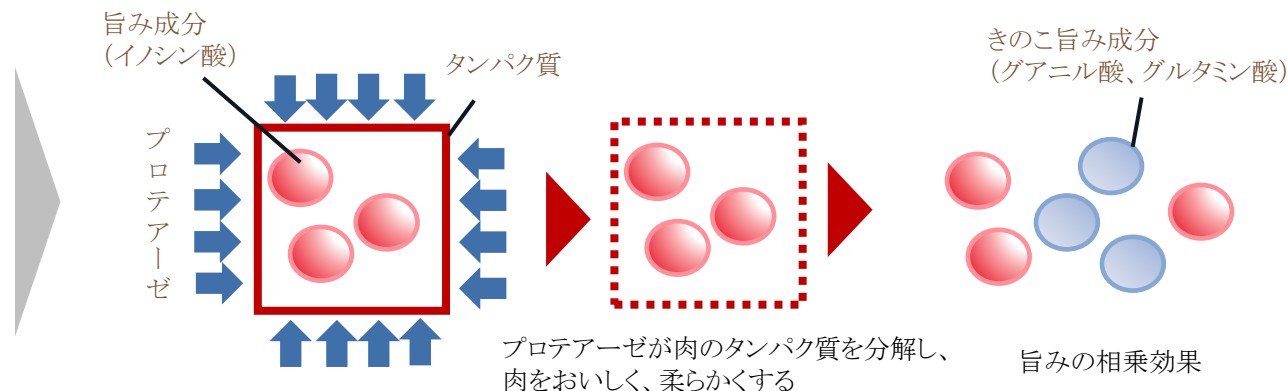 旨み成分
(イノシン酸)
タンパク質
プロテアーゼ
きのこ旨み成分
(グアニル酸、グルタミン酸)
プロテアーゼが肉のタンパク質を分解し、
肉をおいしく、柔らかくする
旨みの相乗効果